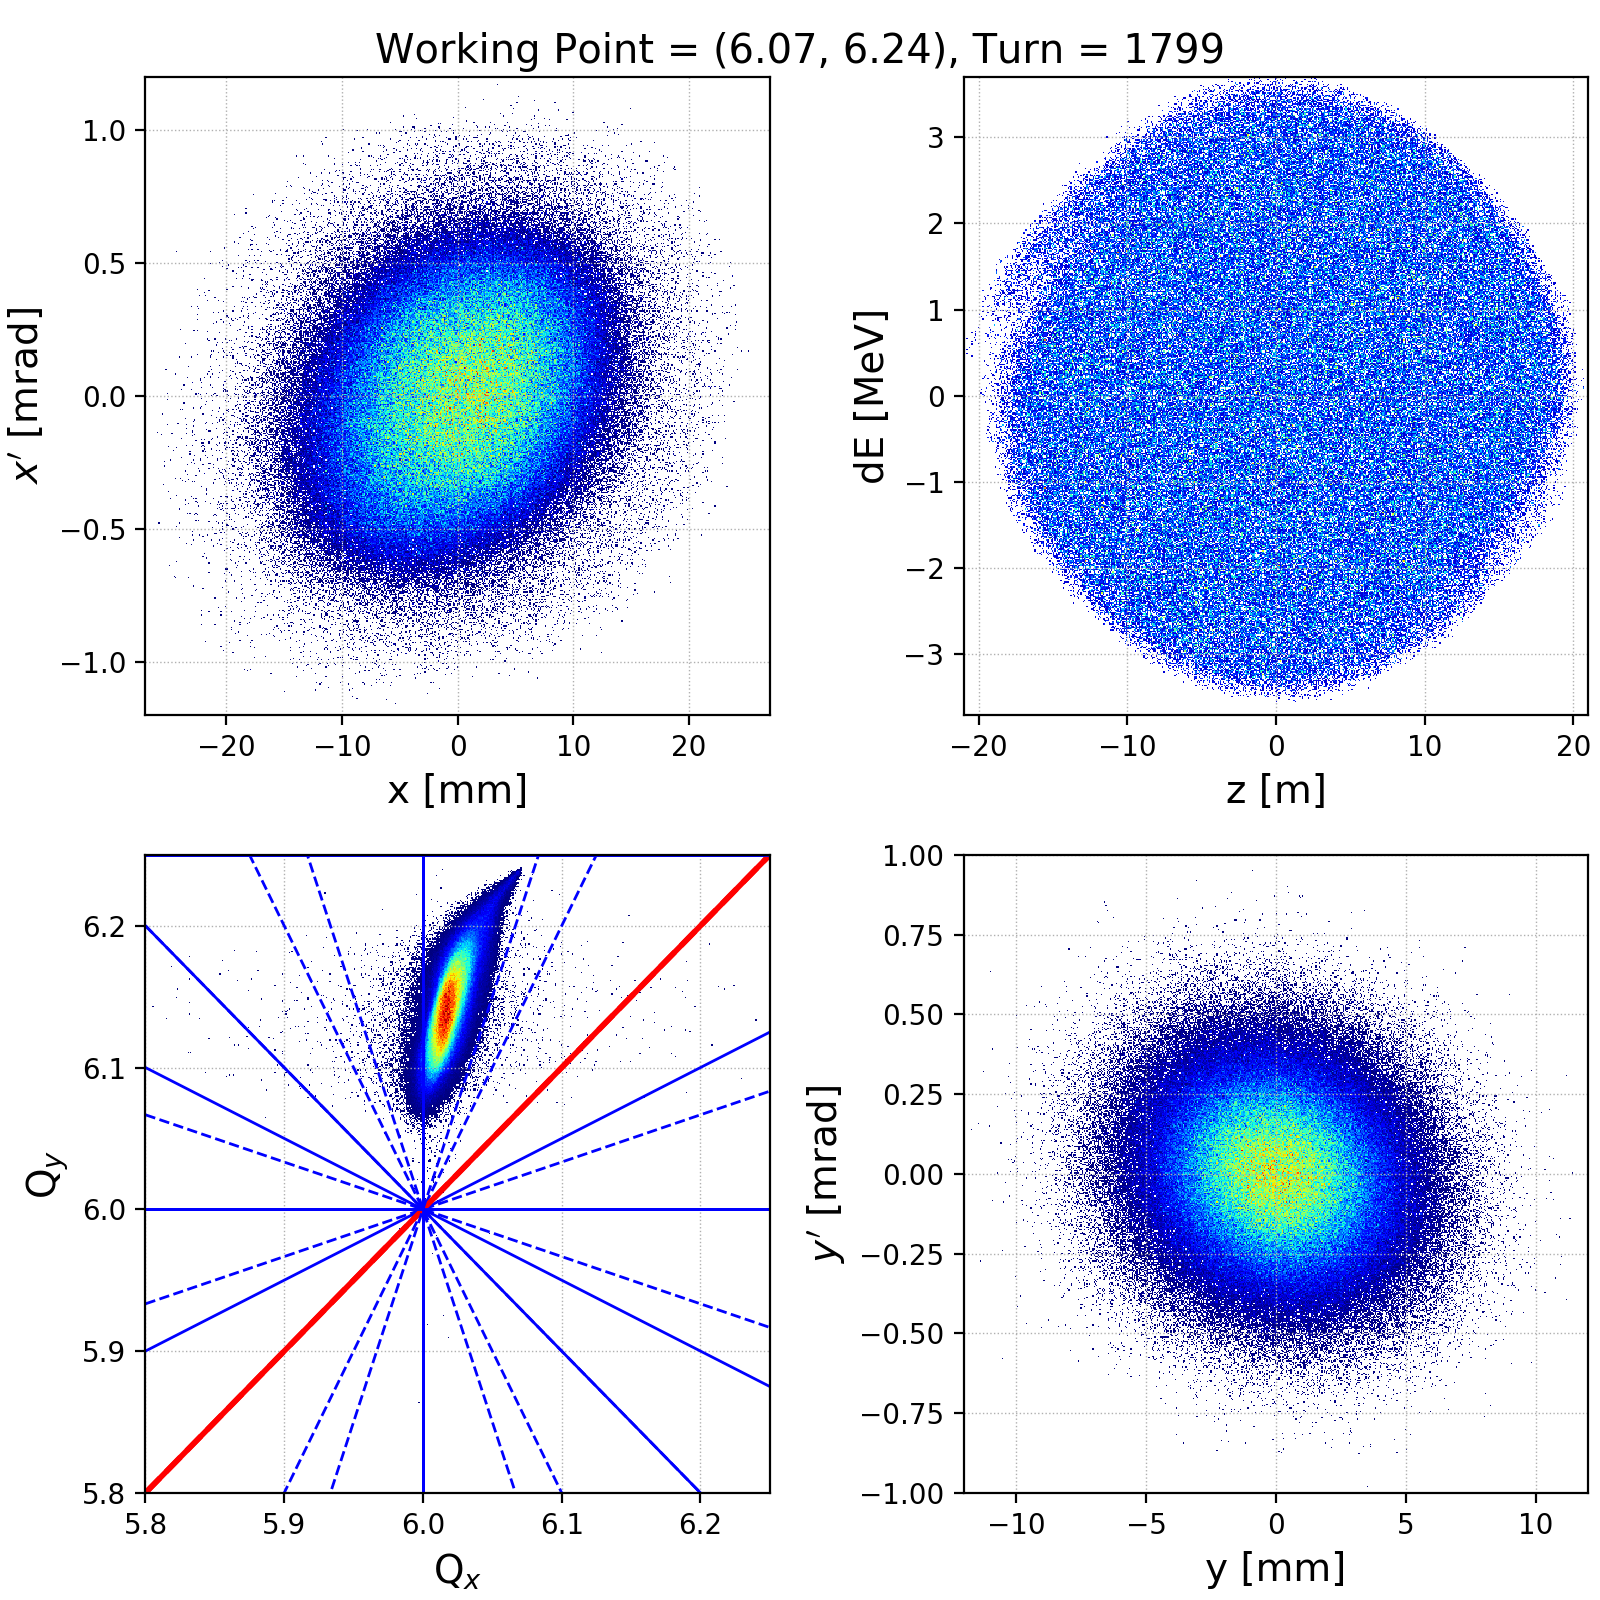 Working Point = (6.07, 6.24), Turn = 1799
1.0
0.5
0.0
−0.5
−1.0
x′ [mrad]
−20 −10 0 10 20
x [mm]
3
2
1
0
−1
−2
−3
dE [MeV]
−20 −10 0 10 20
z [m]
6.2
6.1
6.0
5.9
5.8
Qy
5.8 5.9 6.0 6.1 6.2
Qx
1.00
0.75
0.50
0.25
0.00
−0.25
−0.50
−0.75
−1.00
y′ [mrad]
−10 −5 0 5 10
y [mm]